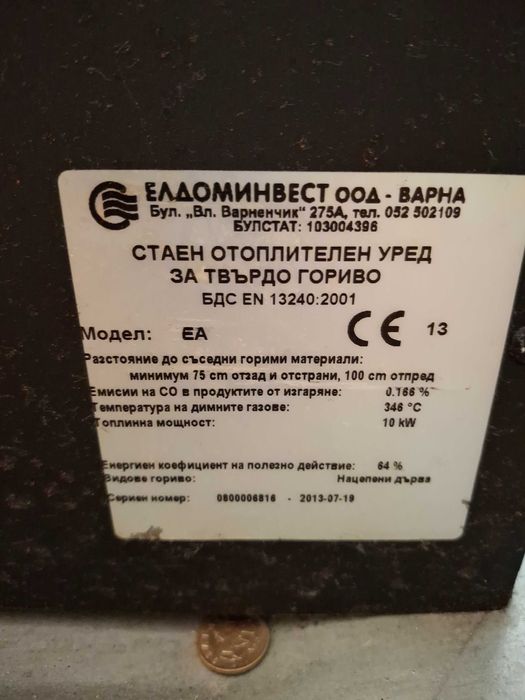 ЕЛДОМИНВЕСТ ООД - ВАРНА
Бул. „Вл. Варненчик" 275А, тел. 052 502109
БУЛСТАТ: 103004396
СТАЕН ОТОПЛИТЕЛЕН УРЕД
ЗА ТВЪРДО ГОРИВО
БДС EN 13240:2001
CE 13
Модел: ЕА
Разстояние до съседни горими материали:
минимум 75 cm отзад и отстрани, 100 cm отпред
Емисии на CO в продуктите от изгаряне: 0.166 %
Температура на димните газове: 346 °C
Топлинна мощност: 10 kW
Енергиен коефициент на полезно действие: 64 %
Видове гориво: Нацепени дърва
Сериен номер: 0800006816 - 2013-07-19